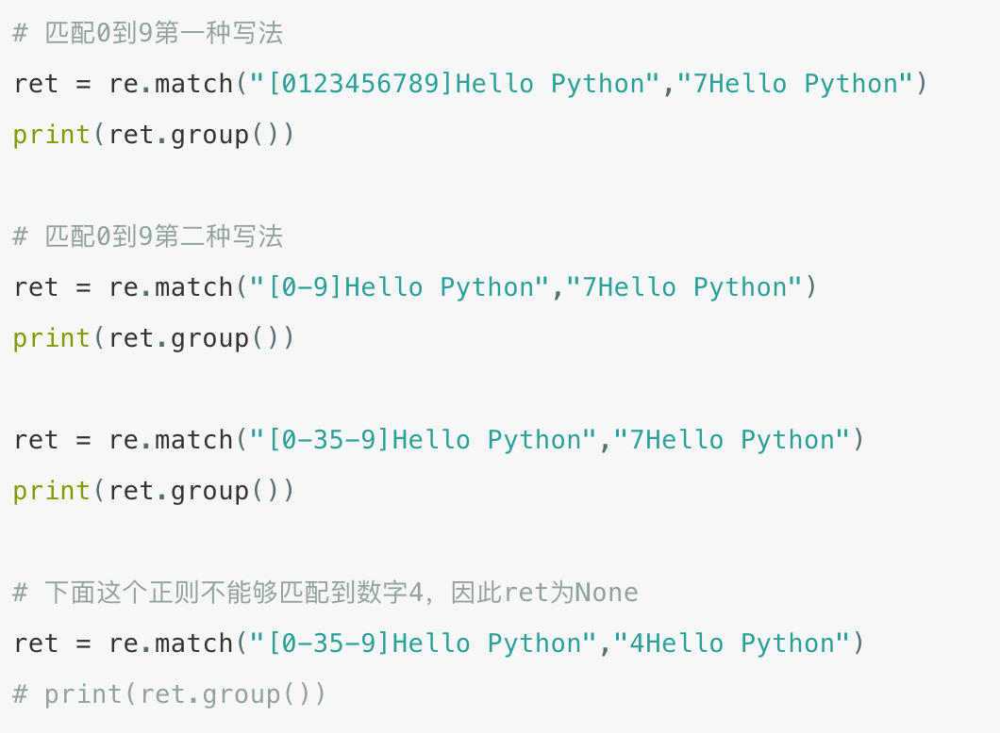 # 匹配0到9第一种写法
ret = re.match("[0123456789]Hello Python","7Hello Python")
print(ret.group())
# 匹配0到9第二种写法
ret = re.match("[0-9]Hello Python","7Hello Python")
print(ret.group())
ret = re.match("[0-35-9]Hello Python","7Hello Python")
print(ret.group())
# 下面这个正则不能够匹配到数字4，因此ret为None
ret = re.match("[0-35-9]Hello Python","4Hello Python")
# print(ret.group())